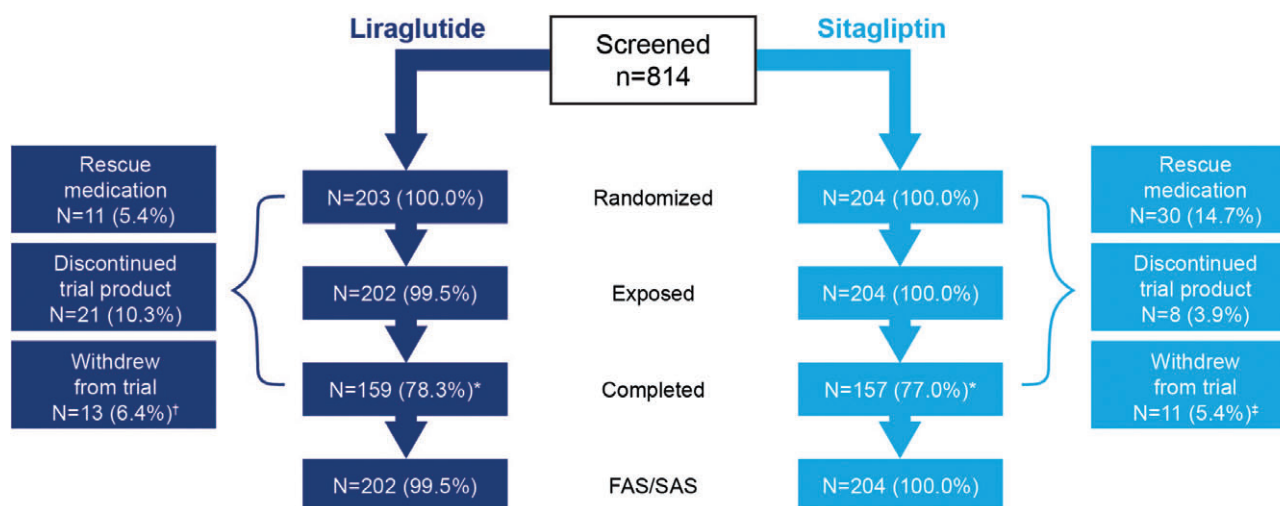 Liraglutide
Screened
n=814
Sitagliptin
Rescue
medication
N=11 (5.4%)
Discontinued
trial product
N=21 (10.3%)
Withdrew
from trial
N=13 (6.4%)†
N=203 (100.0%)
Randomized
N=204 (100.0%)
N=202 (99.5%)
Exposed
N=204 (100.0%)
N=159 (78.3%)*
Completed
N=157 (77.0%)*
N=202 (99.5%)
FAS/SAS
N=204 (100.0%)
Rescue
medication
N=30 (14.7%)
Discontinued
trial product
N=8 (3.9%)
Withdrew
from trial
N=11 (5.4%)‡